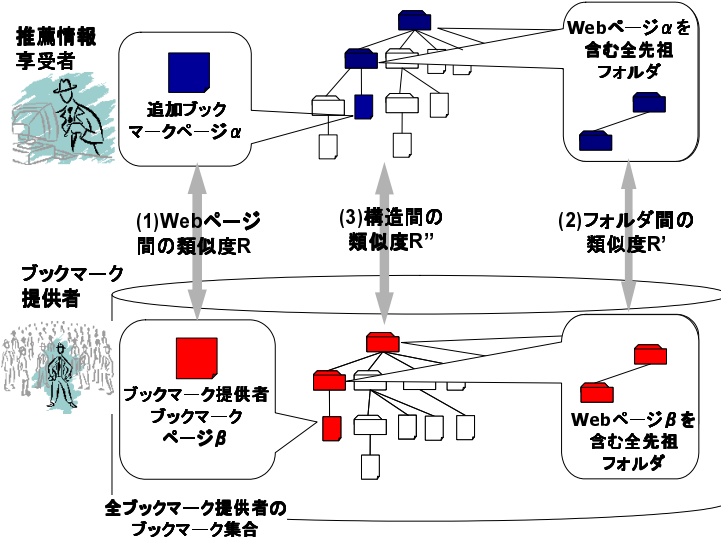 推薦情報
享受者
追加ブック
マークページα
Webページαを
含む全先祖
フォルダ
(1)Webページ
間の類似度R
(3)構造間の
類似度R”
(2)フォルダ間の
類似度R’
ブックマーク
提供者
ブックマーク提供者
ブックマーク
ページβ
Webページβを
含む全先祖
フォルダ
全ブックマーク提供者の
ブックマーク集合